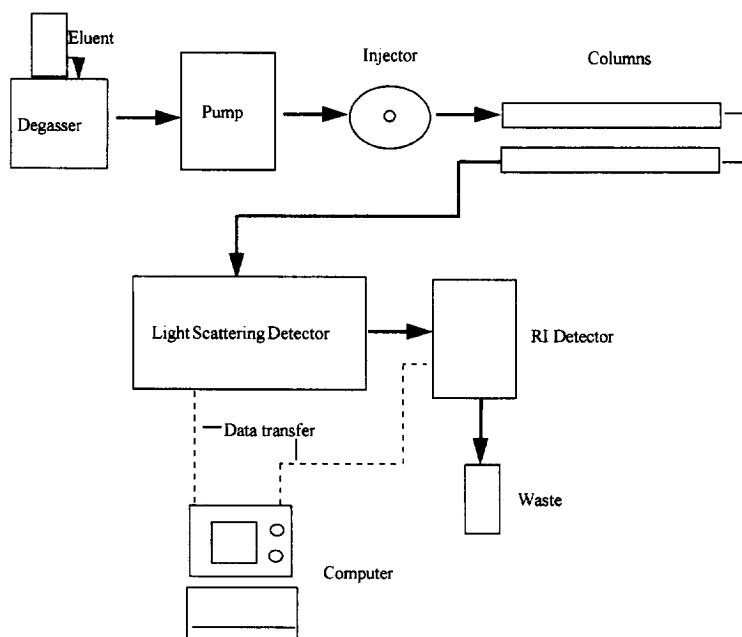 Eluent
Injector
Columns
Degasser
Pump
Light Scattering Detector
RI Detector
Data transfer
Waste
Computer